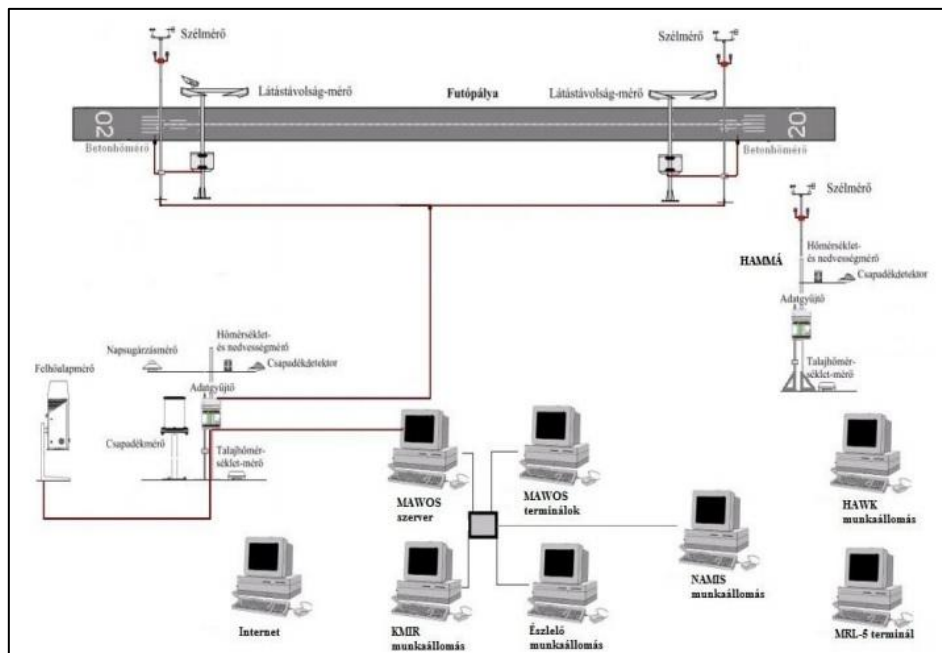 Szélmérő
Szélmérő
Látástávolság-mérő
Futópálya
Látástávolság-mérő
02
20
Betonhőmérő
Betonhőmérő
Szélmérő
HAMMÁ
Hőmérséklet-
és nedvességmérő
Csapadékdetektor
Adatgyűjtő
Talajhőmér-
séklet-mérő
Hőmérséklet-
és nedvességmérő
Napsugárzásmérő
Csapadékdetektor
Felhőalapmérő
Adatgyűjtő
Csapadékmérő
Talajhőmér-
séklet-mérő
MAWOS
szerver
MAWOS
terminálok
HAWK
munkaállomás
NAMIS
munkaállomás
Internet
KMIR
munkaállomás
Észlelő
munkaállomás
MRL-5 terminál